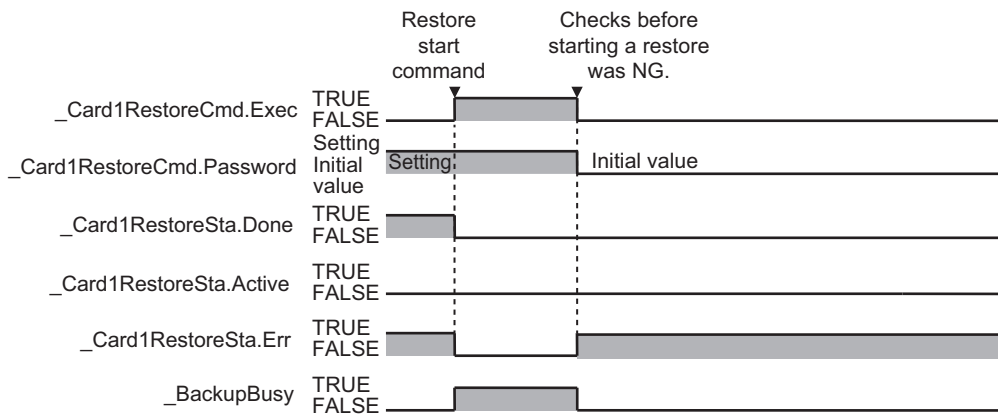 Restore
start
command
Checks before
starting a restore
was NG.
_Card1RestoreCmd.Exec
TRUE
FALSE
_Card1RestoreCmd.Password
Setting
Initial
value
Setting
Initial value
_Card1RestoreSta.Done
TRUE
FALSE
_Card1RestoreSta.Active
TRUE
FALSE
_Card1RestoreSta.Err
TRUE
FALSE
_BackupBusy
TRUE
FALSE